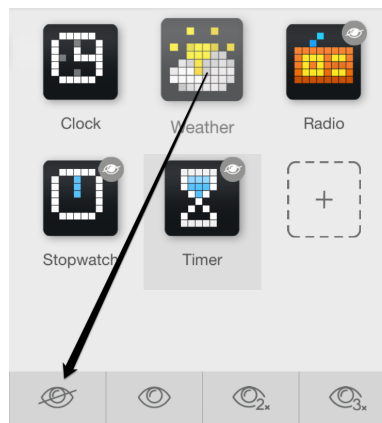 Clock
Weather
Radio
Stopwatch
Timer
+
2x
3x